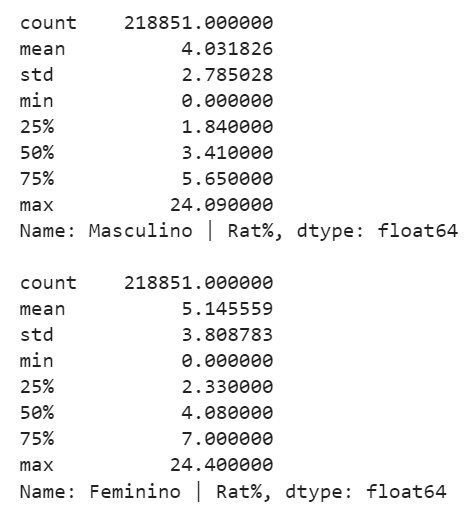 count    218851.000000
mean          4.031826
std           2.785028
min           0.000000
25%           1.840000
50%           3.410000
75%           5.650000
max          24.090000
Name: Masculino | Rat%, dtype: float64

count    218851.000000
mean          5.145559
std           3.808783
min           0.000000
25%           2.330000
50%           4.080000
75%           7.000000
max          24.400000
Name: Feminino | Rat%, dtype: float64